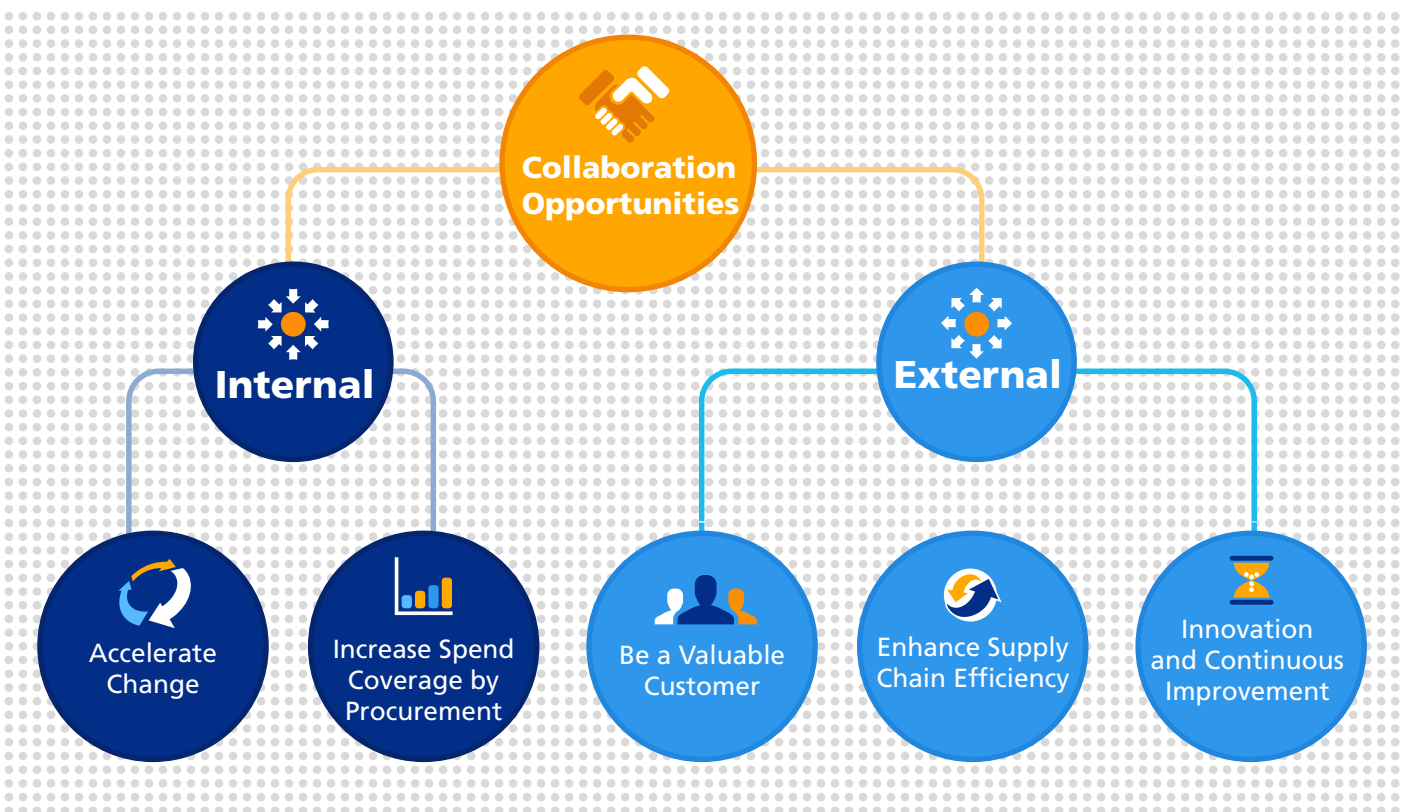 Collaboration
Opportunities
Internal
External
Accelerate
Change
Increase Spend
Coverage by
Procurement
Be a Valuable
Customer
Enhance Supply
Chain Efficiency
Innovation
and Continuous
Improvement